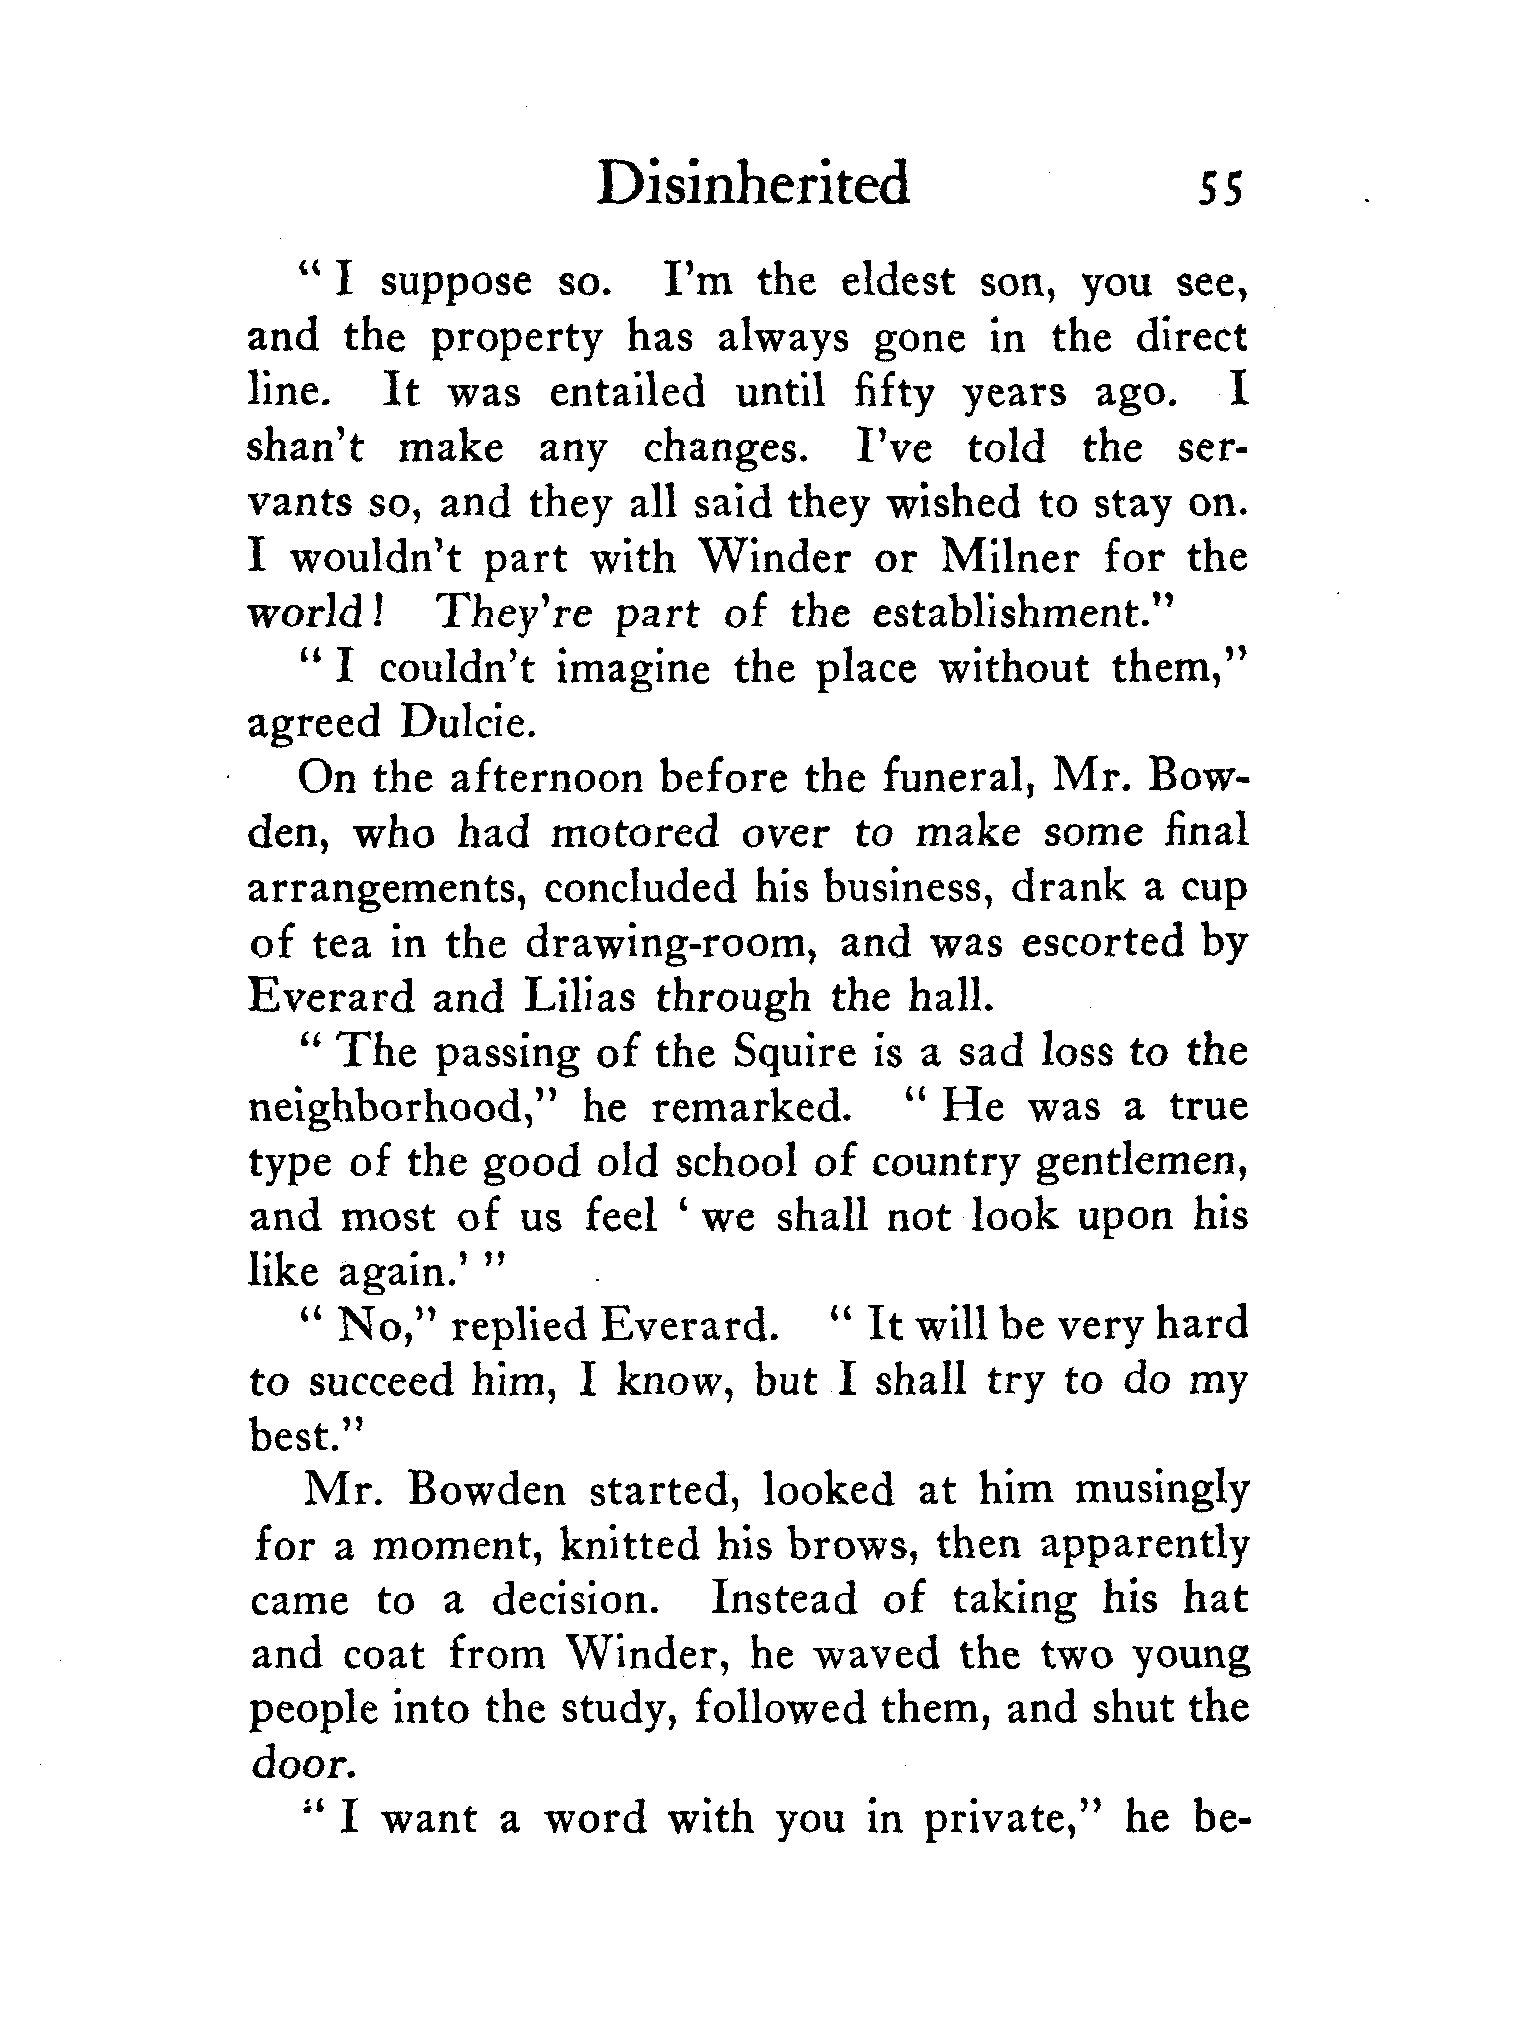 Disinherited 55
“ I suppose so. I’m the eldest son, you see,
and the property has always gone in the direct
line. It was entailed until fifty years ago. I
shan’t make any changes. I’ve told the ser-
vants so, and they all said they wished to stay on.
I wouldn’t part with Winder or Milner for the
world! They’re part of the establishment.”
“ I couldn’t imagine the place without them,”
agreed Dulcie.
On the afternoon before the funeral, Mr. Bow-
den, who had motored over to make some final
arrangements, concluded his business, drank a cup
of tea in the drawing-room, and was escorted by
Everard and Lilias through the hall.
“ The passing of the Squire is a sad loss to the
neighborhood,” he remarked. “ He was a true
type of the good old school of country gentlemen,
and most of us feel ‘ we shall not look upon his
like again.’ ”
“ No,” replied Everard. “ It will be very hard
to succeed him, I know, but I shall try to do my
best.”
Mr. Bowden started, looked at him musingly
for a moment, knitted his brows, then apparently
came to a decision. Instead of taking his hat
and coat from Winder, he waved the two young
people into the study, followed them, and shut the
door.
“ I want a word with you in private,” he be-